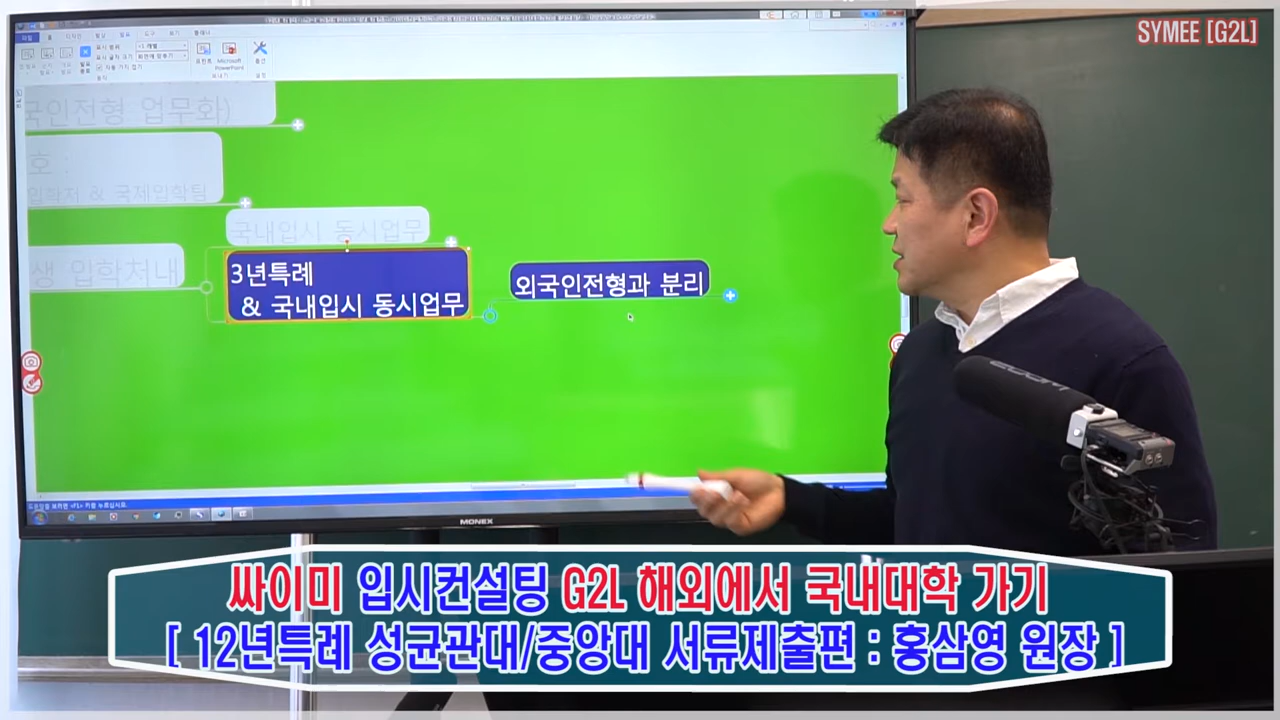 SYMEE [G2L]
Microsoft
PowerPoint
국인전형 업무화)
호 :
입학처 & 국제입학팀
국내입시 동시업무
생 입학처내
3년특례
& 국내입시 동시업무
외국인전형과 분리
ZOOM
MONEX
싸이미 입시컨설팅 G2L 해외에서 국내대학 가기
[ 12년특례 성균관대/중앙대 서류제출편 : 홍삼영 원장 ]